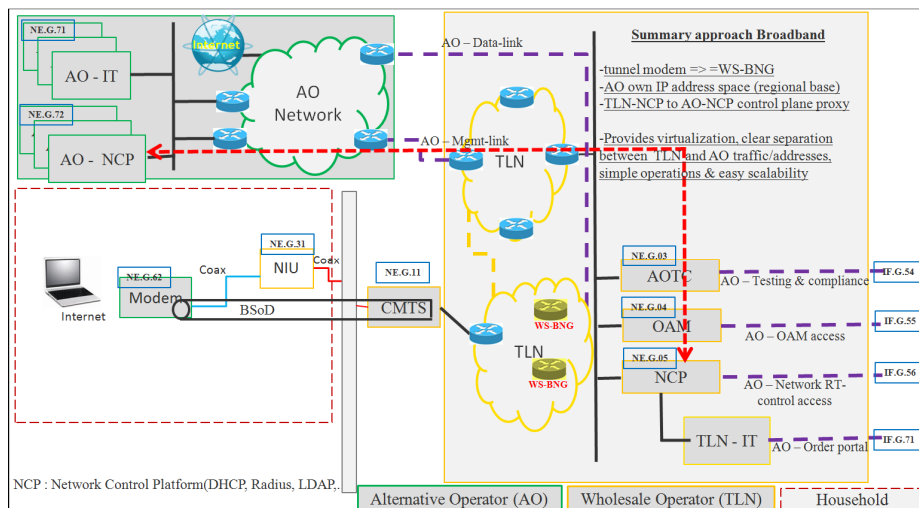 NE.G.71
AO - IT
NE.G.72
AO - NCP
Internet
AO
Network
AO – Data-link
AO – Mgmt-link
TLN
Summary approach Broadband
-tunnel modem => =WS-BNG
-AO own IP address space (regional base)
-TLN-NCP to AO-NCP control plane proxy
-Provides virtualization, clear separation
between TLN and AO traffic/addresses,
simple operations & easy scalability
Internet
NE.G.62
Modem
Coax
BSoD
NE.G.31
NIU
Coax
NE.G.11
CMTS
TLN
WS-BNG
WS-BNG
NE.G.03
AOTC
AO – Testing & compliance
IF.G.54
NE.G.04
OAM
AO – OAM access
IF.G.55
NE.G.05
NCP
AO – Network RT-
control access
IF.G.56
TLN - IT
AO – Order portal
IF.G.71
NCP : Network Control Platform(DHCP, Radius, LDAP,.
Alternative Operator (AO)
Wholesale Operator (TLN)
Household